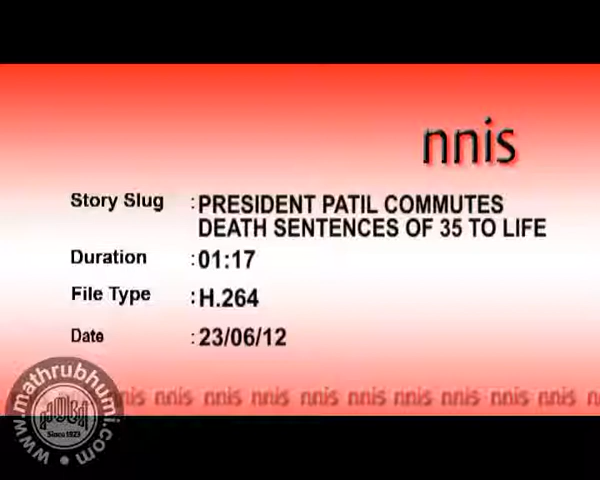 nnis
Story Slug :PRESIDENT PATIL COMMUTES
DEATH SENTENCES OF 35 TO LIFE
Duration :01:17
File Type :H.264
Date :23/06/12
nnis nnis nnis nnis nnis nnis nnis nnis nnis nnis
www.mathrubhumi.com
Since 1923